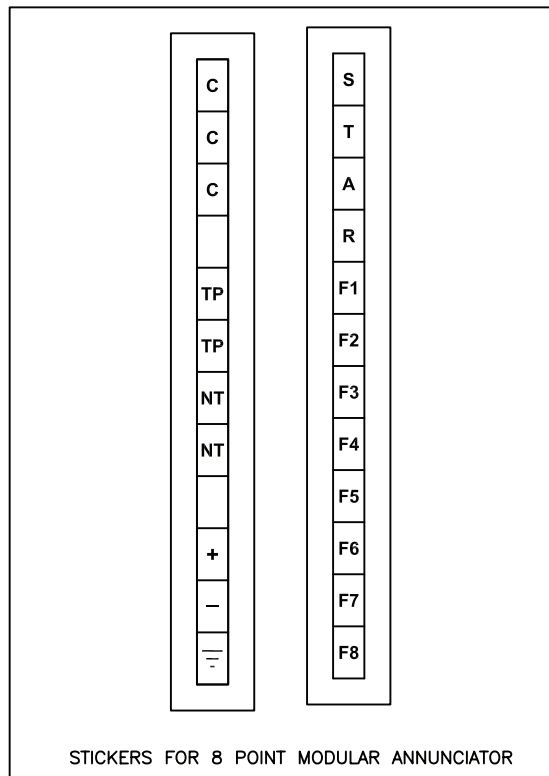 C
C
C
TP
TP
NT
NT
+
−
S
T
A
R
F1
F2
F3
F4
F5
F6
F7
F8
STICKERS FOR 8 POINT MODULAR ANNUNCIATOR